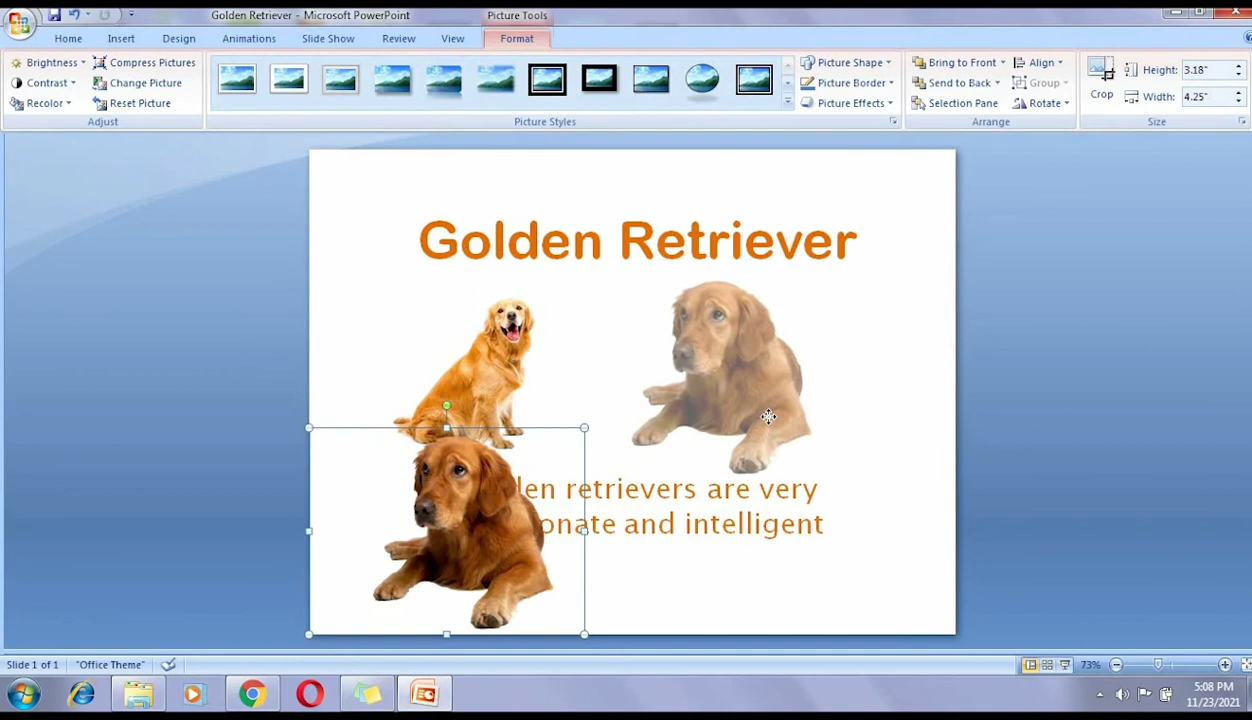 Golden Retriever - Microsoft PowerPoint
Picture Tools
Home Insert Design Animations Slide Show Review View Format
Brightness
Contrast
Recolor
Compress Pictures
Change Picture
Reset Picture
Adjust
Picture Styles
Picture Shape
Picture Border
Picture Effects
Bring to Front
Send to Back
Selection Pane
Align
Group
Rotate
Arrange
Crop
Height: 3.18"
Width: 4.25"
Size
Golden Retriever
den retrievers are very
onate and intelligent
Slide 1 of 1 "Office Theme" 73%
5:08 PM
11/23/2021